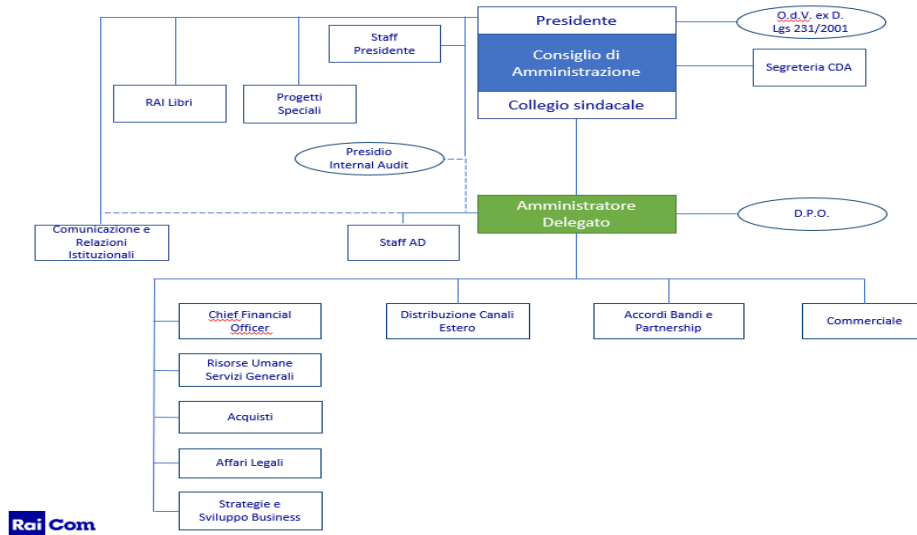 Presidente
O.d.V. ex D.
Lgs 231/2001
Staff
Presidente
Consiglio di
Amministrazione
Segreteria CDA
RAI Libri
Progetti
Speciali
Collegio sindacale
Presidio
Internal Audit
Amministratore
Delegato
D.P.O.
Comunicazione e
Relazioni
Istituzionali
Staff AD
Chief Financial
Officer
Distribuzione Canali
Estero
Accordi Bandi e
Partnership
Commerciale
Risorse Umane
Servizi Generali
Acquisti
Affari Legali
Strategie e
Sviluppo Business
Rai Com